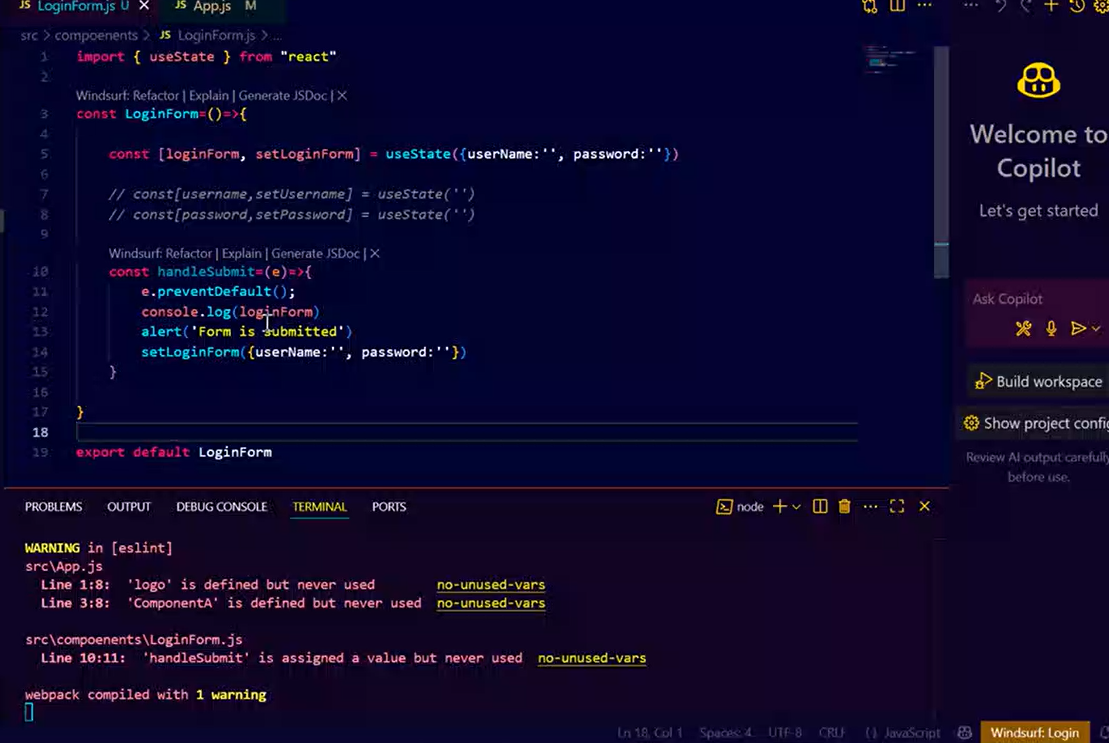 JS LoginForm.js U X JS App.js M
src > compoenents > JS LoginForm.js > ...
1 import { useState } from "react"
2
Windsurf: Refactor | Explain | Generate JSDoc | X
3 const LoginForm=()=>{
4
5 const [loginForm, setLoginForm] = useState({userName:'', password:''})
6
7 // const[username,setUsername] = useState('')
8 // const[password,setPassword] = useState('')
9
Windsurf: Refactor | Explain | Generate JSDoc | X
10 const handleSubmit=(e)=>{
11 e.preventDefault();
12 console.log(loginForm)
13 alert('Form is submitted')
14 setLoginForm({userName:'', password:''})
15 }
16
17 }
18
19 export default LoginForm
Welcome to
Copilot
Let's get started
Ask Copilot
Build workspace
Show project config
Review AI output carefully
before use.
PROBLEMS OUTPUT DEBUG CONSOLE TERMINAL PORTS node
WARNING in [eslint]
src\App.js
Line 1:8: 'logo' is defined but never used no-unused-vars
Line 3:8: 'ComponentA' is defined but never used no-unused-vars
src\compoenents\LoginForm.js
Line 10:11: 'handleSubmit' is assigned a value but never used no-unused-vars
webpack compiled with 1 warning
Ln 18, Col 1 Spaces: 4 UTF-8 CRLF {} JavaScript Windsurf: Login